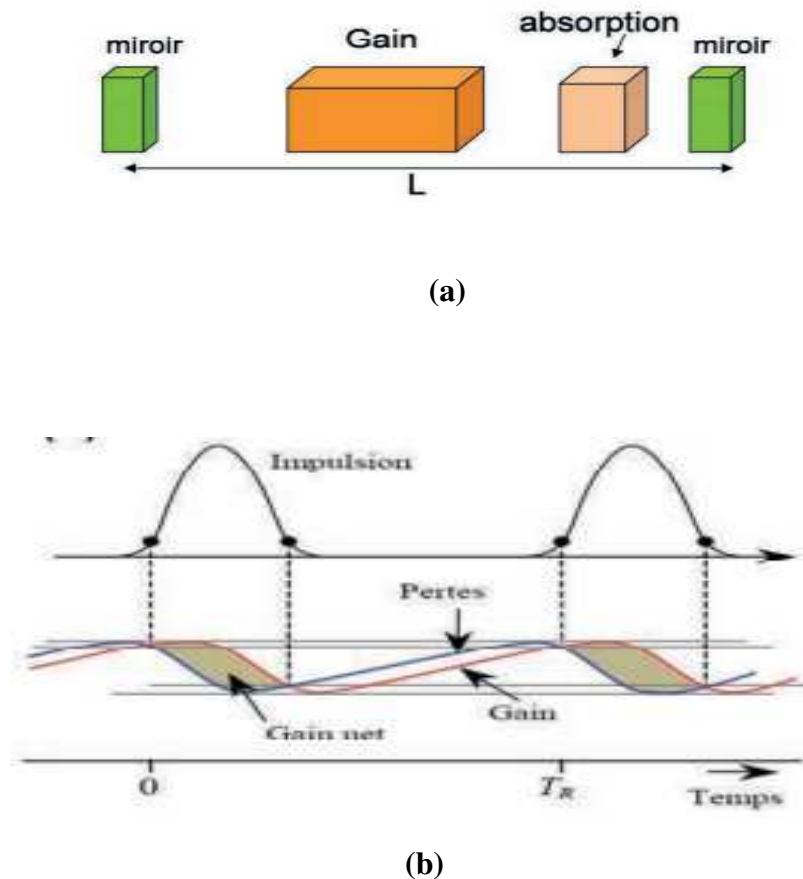 miroir
Gain
absorption
miroir
L
(a)
Impulsion
Pertes
Gain
Gain net
0
T_R
Temps
(b)